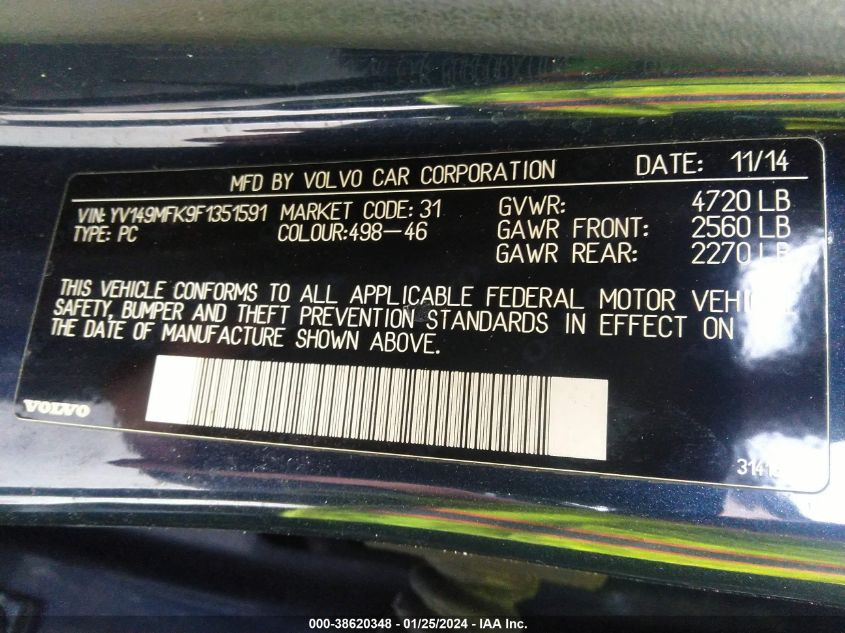 MFD BY VOLVO CAR CORPORATION DATE: 11/14
VIN: YV149MFK9F1351591 MARKET CODE: 31 GVWR: 4720 LB
TYPE: PC COLOUR:498-46 GAWR FRONT: 2560 LB
GAWR REAR: 2270 LB
THIS VEHICLE CONFORMS TO ALL APPLICABLE FEDERAL MOTOR VEHICLE
SAFETY, BUMPER AND THEFT PREVENTION STANDARDS IN EFFECT ON
THE DATE OF MANUFACTURE SHOWN ABOVE.
VOLVO
000-38620348 - 01/25/2024 - IAA Inc.